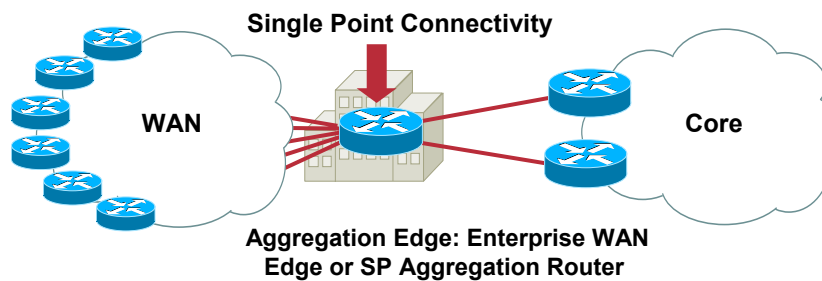 Single Point Connectivity
WAN
Core
Aggregation Edge: Enterprise WAN
Edge or SP Aggregation Router